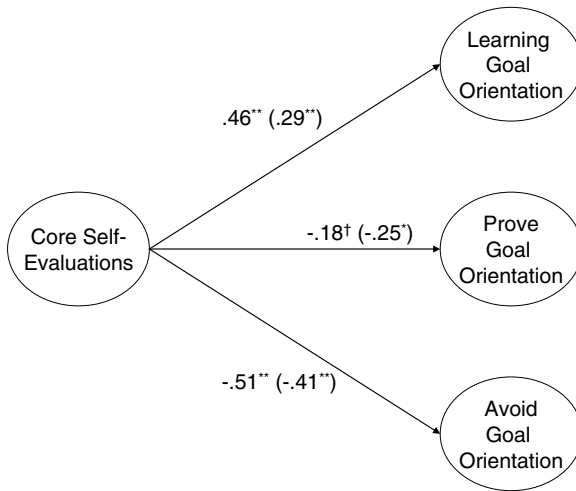 Learning
Goal
Orientation
.46** (.29**)
Core Self-
Evaluations
-.18† (-.25*)
Prove
Goal
Orientation
-.51** (-.41**)
Avoid
Goal
Orientation